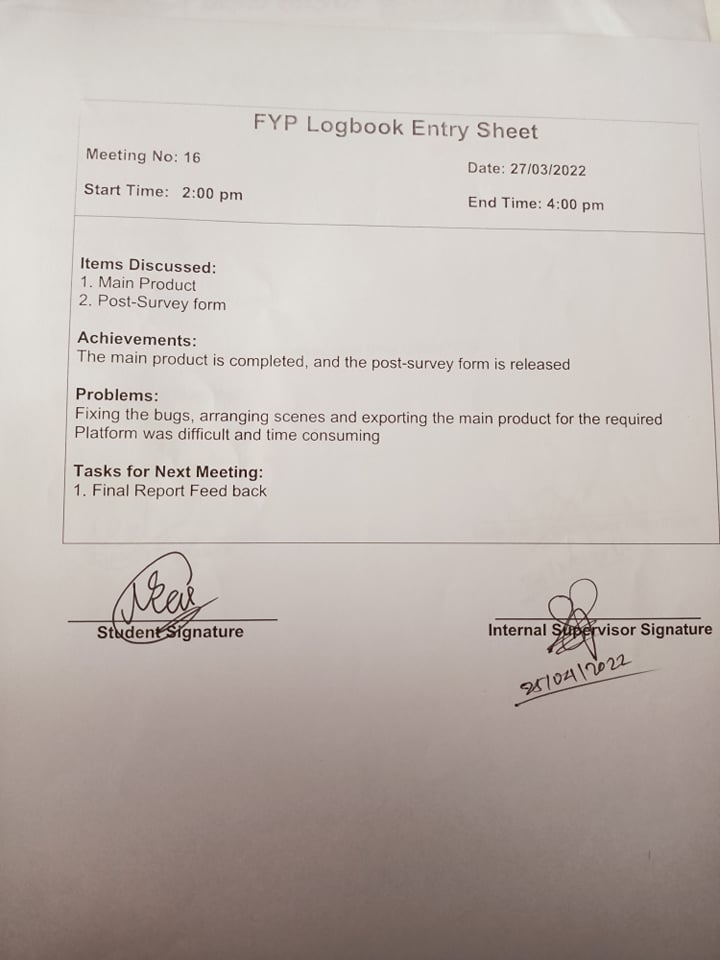 FYP Logbook Entry Sheet
Meeting No: 16
Date: 27/03/2022
Start Time: 2:00 pm
End Time: 4:00 pm
Items Discussed:
1. Main Product
2. Post-Survey form
Achievements:
The main product is completed, and the post-survey form is released
Problems:
Fixing the bugs, arranging scenes and exporting the main product for the required
Platform was difficult and time consuming
Tasks for Next Meeting:
1. Final Report Feed back
Student Signature
Internal Supervisor Signature
25/04/2022